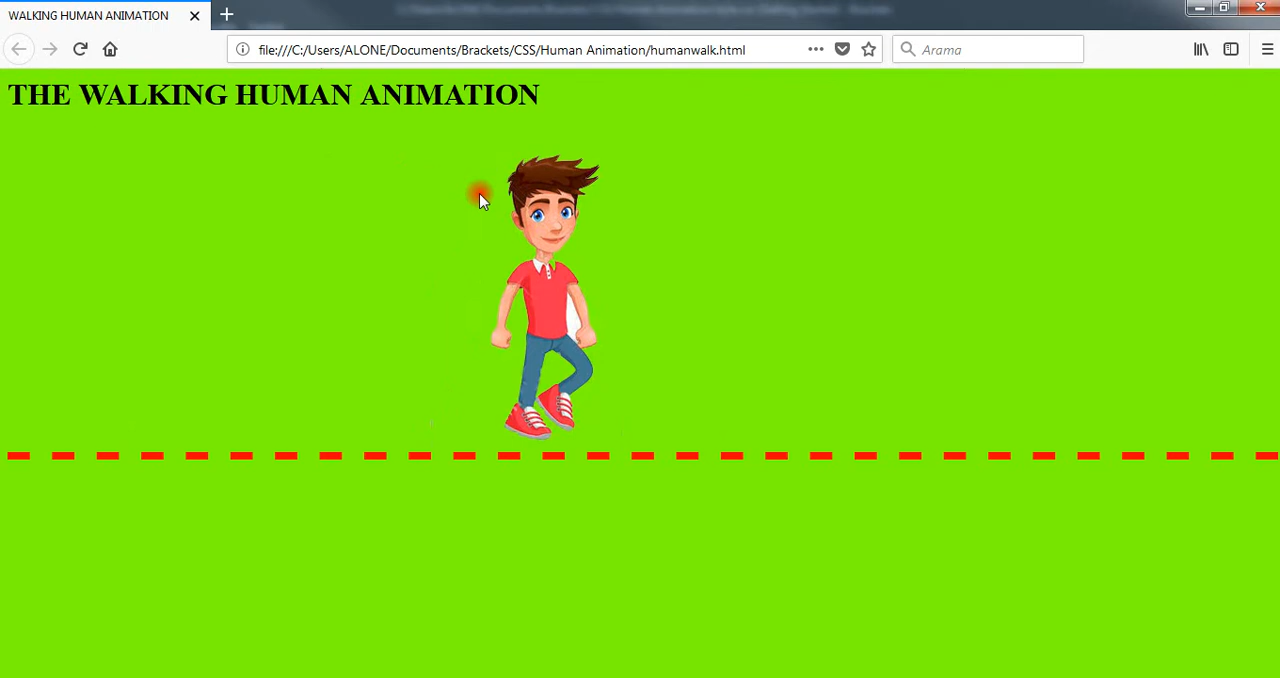 WALKING HUMAN ANIMATION
file:///C:/Users/ALONE/Documents/Brackets/CSS/Human Animation/humanwalk.html
Arama
THE WALKING HUMAN ANIMATION